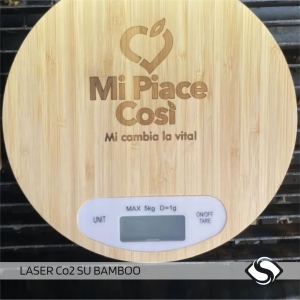 Mi Piace
Così
Mi cambia la vita!
MAX 5kg D=1g
UNIT
ON/OFF
TARE
LASER Co2 SU BAMBOO